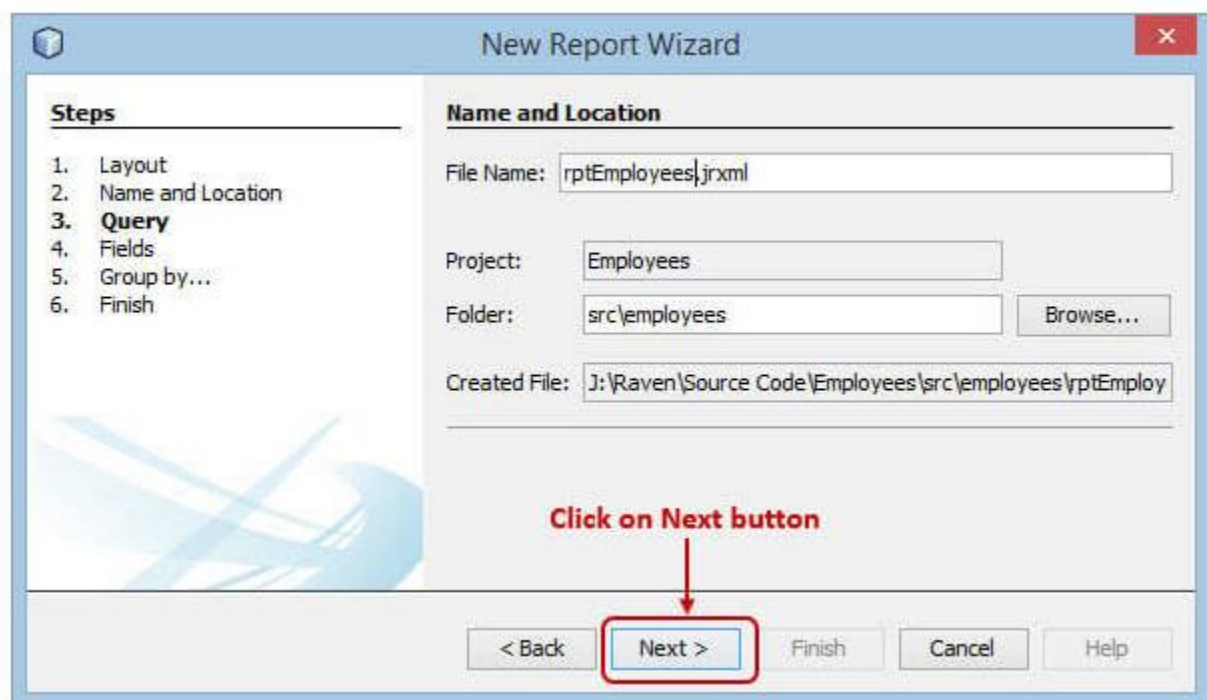 New Report Wizard
Steps
1. Layout
2. Name and Location
3. Query
4. Fields
5. Group by...
6. Finish
Name and Location
File Name: rptEmployees.jrxml
Project: Employees
Folder: src\employees Browse...
Created File: J:\Raven\Source Code\Employees\src\employees\rptEmploy
Click on Next button
< Back Next > Finish Cancel Help